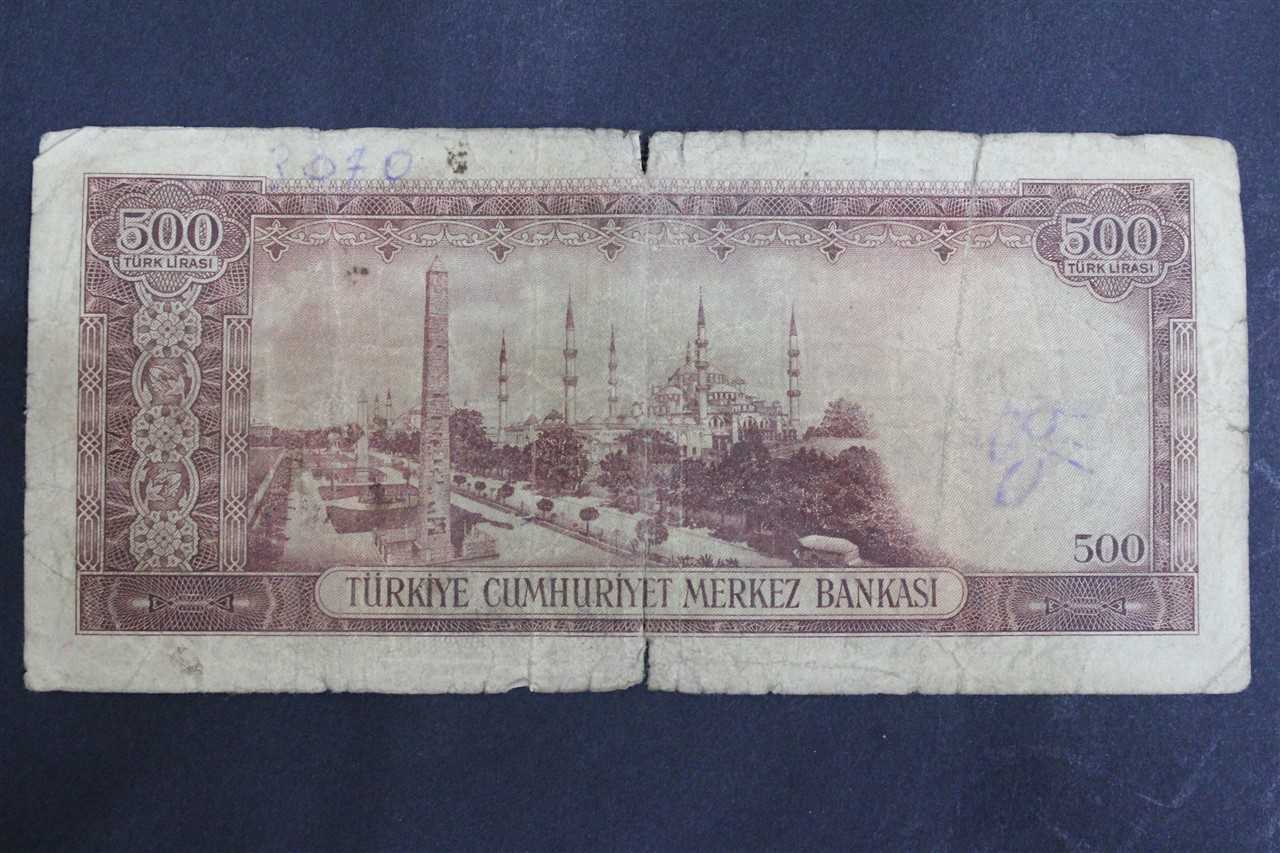 3070
500
TÜRK LİRASI
500
TÜRK LİRASI
500
TÜRKİYE CUMHURİYET MERKEZ BANKASI